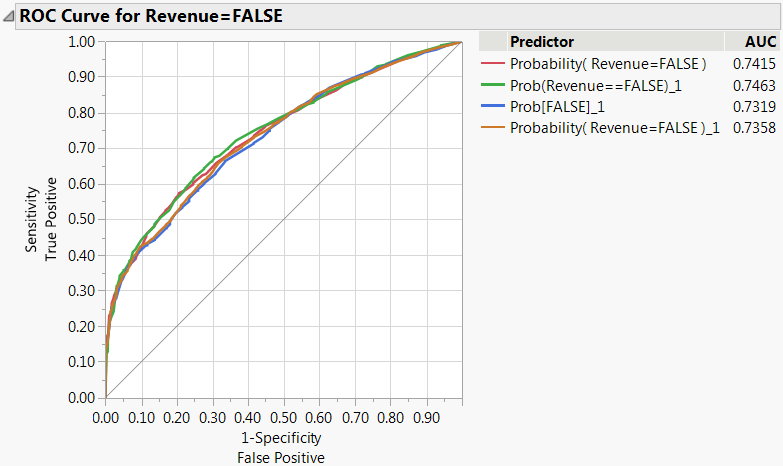 ROC Curve for Revenue=FALSE
Predictor AUC
Probability( Revenue=FALSE ) 0.7415
Prob(Revenue==FALSE)_1 0.7463
Prob[FALSE]_1 0.7319
Probability( Revenue=FALSE )_1 0.7358
Sensitivity
True Positive
1.00
0.90
0.80
0.70
0.60
0.50
0.40
0.30
0.20
0.10
0.00
0.00 0.10 0.20 0.30 0.40 0.50 0.60 0.70 0.80 0.90
1-Specificity
False Positive